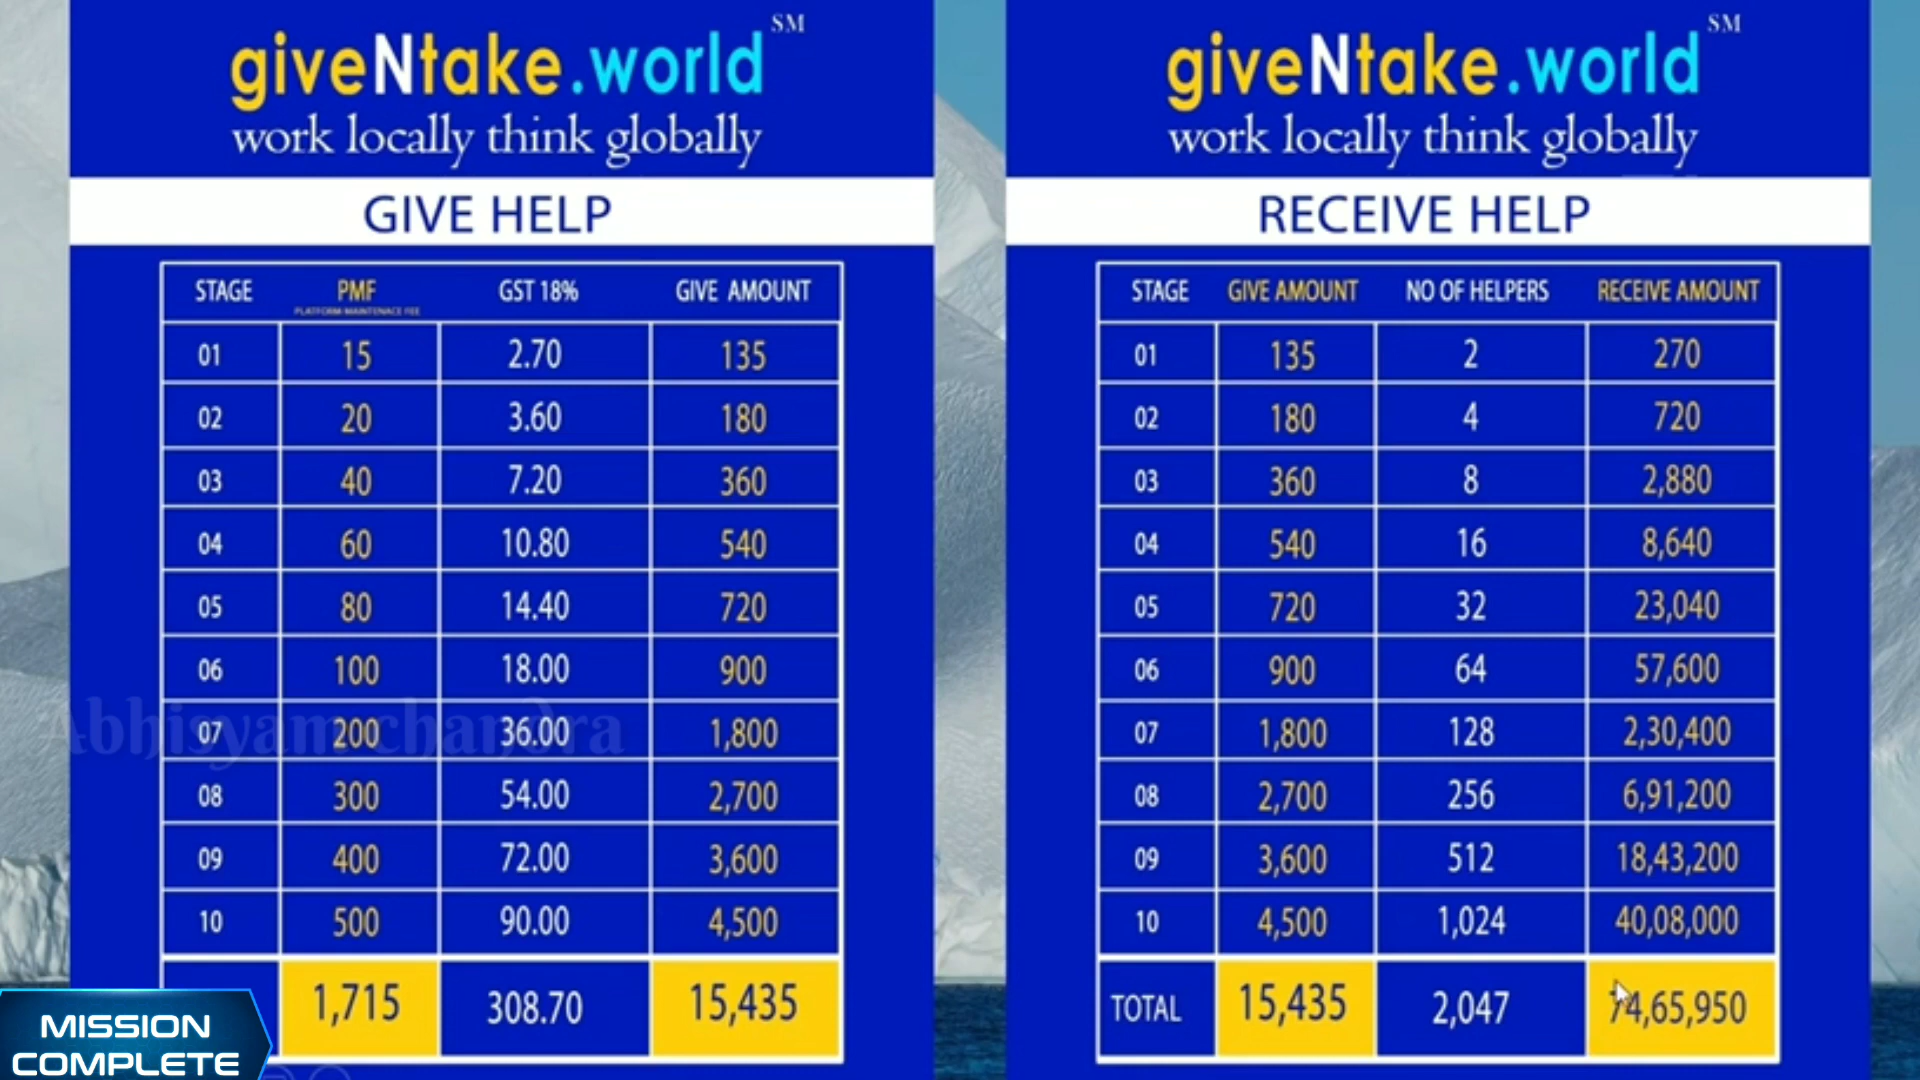 giveNtake.world SM
work locally think globally
GIVE HELP
STAGE PMF GST 18% GIVE AMOUNT
PLATFORM MAINTENACE FEE
01 15 2.70 135
02 20 3.60 180
03 40 7.20 360
04 60 10.80 540
05 80 14.40 720
06 100 18.00 900
07 200 36.00 1,800
08 300 54.00 2,700
09 400 72.00 3,600
10 500 90.00 4,500
1,715 308.70 15,435
Abhisyam chandra
MISSION
COMPLETE
giveNtake.world SM
work locally think globally
RECEIVE HELP
STAGE GIVE AMOUNT NO OF HELPERS RECEIVE AMOUNT
01 135 2 270
02 180 4 720
03 360 8 2,880
04 540 16 8,640
05 720 32 23,040
06 900 64 57,600
07 1,800 128 2,30,400
08 2,700 256 6,91,200
09 3,600 512 18,43,200
10 4,500 1,024 40,08,000
TOTAL 15,435 2,047 74,65,950